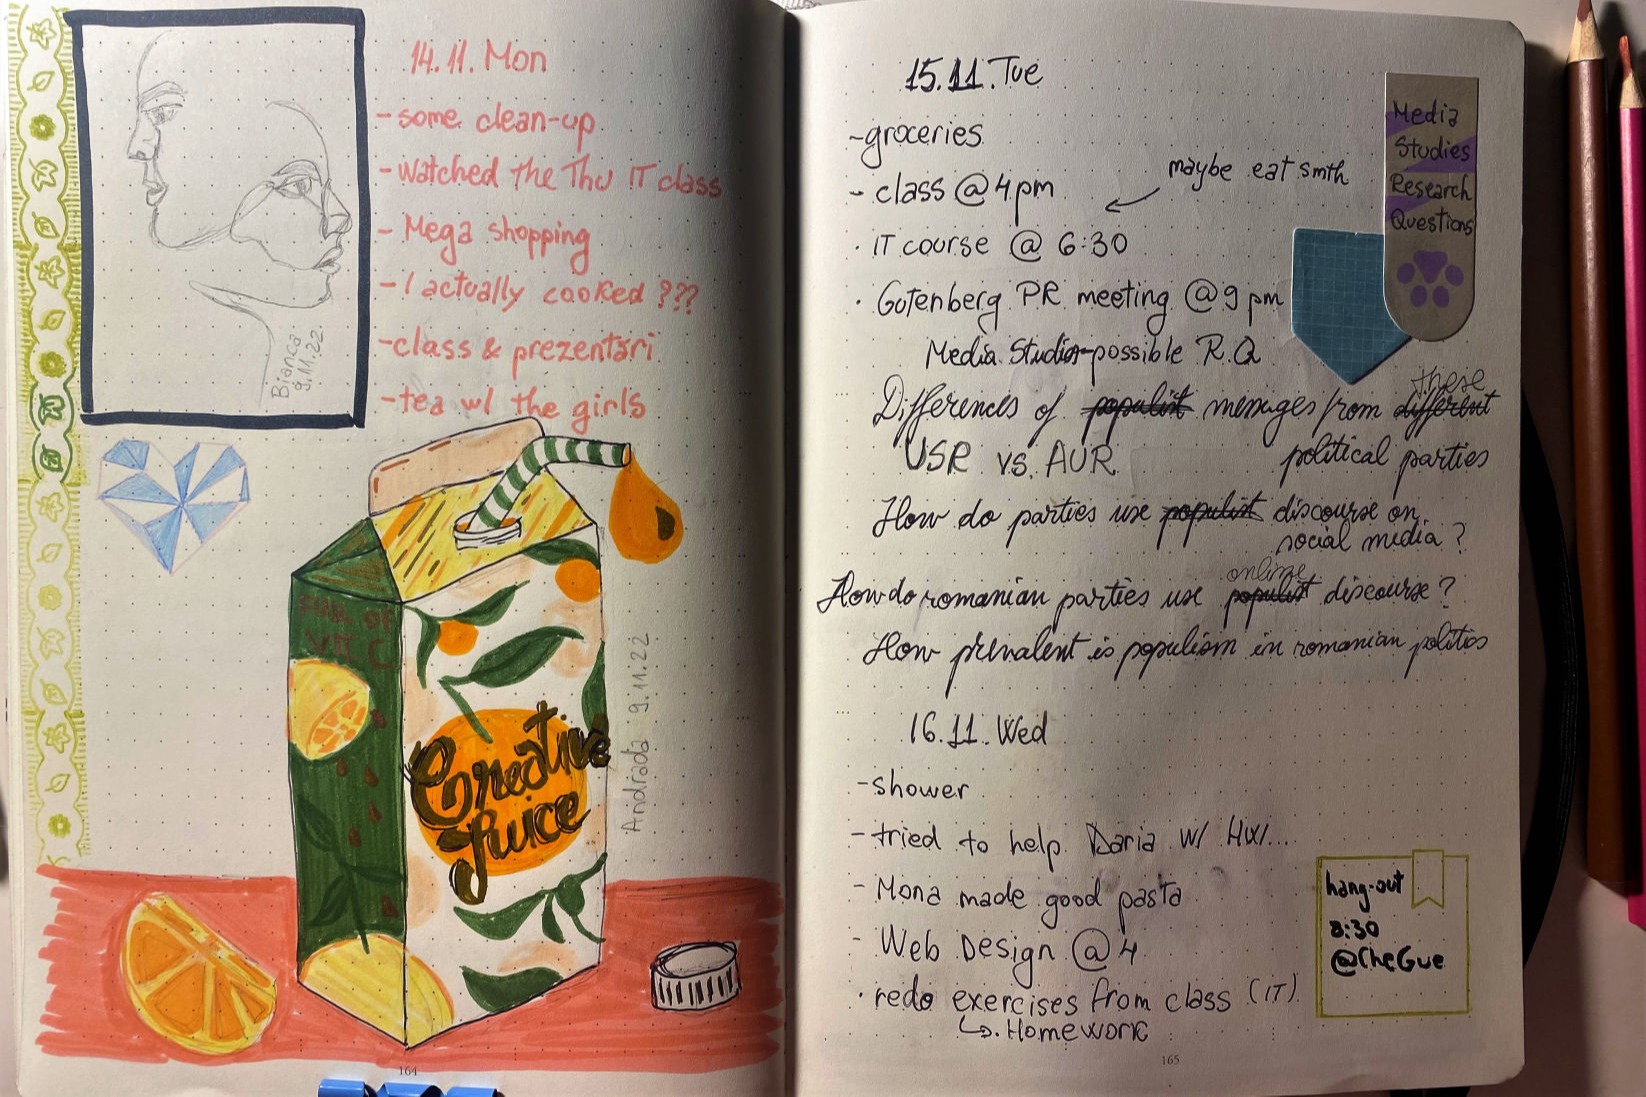 14.11. Mon
- some clean-up
- Watched the Thu IT class
- Mega shopping
- I actually cooked ???
- class & prezentări
- tea w/ the girls
Bianca
9.11.22
FUL OF
VIT C
Creative
Juice
Andrada 9.11.22
164
15.11. Tue
- groceries
- class @ 4pm
maybe eat smth
· IT course @ 6:30
· Gutenberg PR meeting @ 9 pm
Media Studies - possible R.Q.
Differences of populist messages from different these
USR vs. AUR political parties
How do parties use populist discourse on
social media?
How do romanian parties use populist online discourse?
How prevalent is populism in romanian politics
Media
Studies
Research
Questions
16.11. Wed
- shower
- tried to help Daria w/ HW...
- Mona made good pasta
- Web Design @ 4
· redo exercises from class (IT)
↳. Homework
hang-out
8:30
@CheGue
165